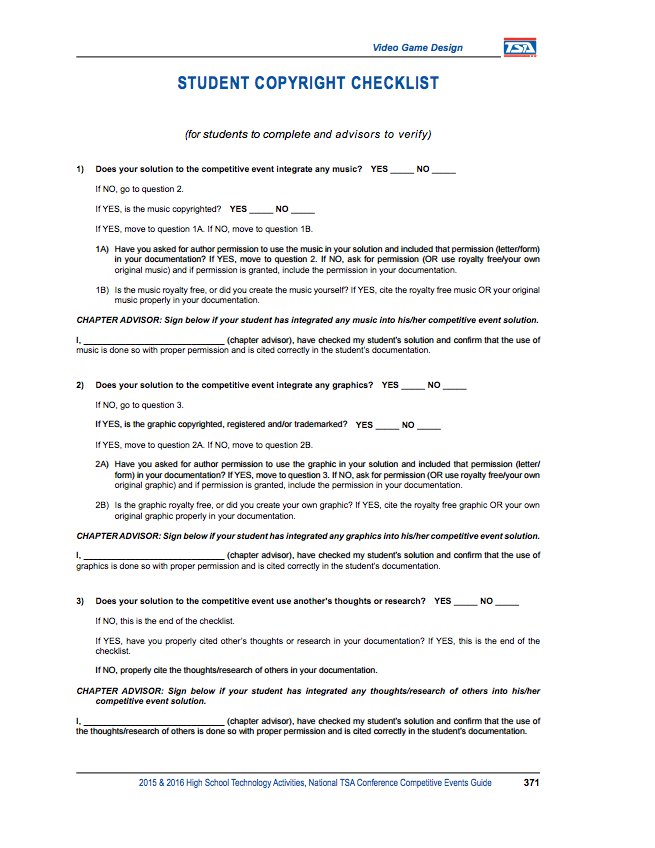 Video Game Design
TSA
STUDENT COPYRIGHT CHECKLIST
(for students to complete and advisors to verify)
1) Does your solution to the competitive event integrate any music? YES _____ NO _____
If NO, go to question 2.
If YES, is the music copyrighted? YES _____ NO _____
If YES, move to question 1A. If NO, move to question 1B.
1A) Have you asked for author permission to use the music in your solution and included that permission (letter/form)
in your documentation? If YES, move to question 2. If NO, ask for permission (OR use royalty free/your own
original music) and if permission is granted, include the permission in your documentation.
1B) Is the music royalty free, or did you create the music yourself? If YES, cite the royalty free music OR your original
music properly in your documentation.
CHAPTER ADVISOR: Sign below if your student has integrated any music into his/her competitive event solution.
I, _____________________________ (chapter advisor), have checked my student's solution and confirm that the use of
music is done so with proper permission and is cited correctly in the student's documentation.
2) Does your solution to the competitive event integrate any graphics? YES _____ NO _____
If NO, go to question 3.
If YES, is the graphic copyrighted, registered and/or trademarked? YES _____ NO _____
If YES, move to question 2A. If NO, move to question 2B.
2A) Have you asked for author permission to use the graphic in your solution and included that permission (letter/
form) in your documentation? If YES, move to question 3. If NO, ask for permission (OR use royalty free/your own
original graphic) and if permission is granted, include the permission in your documentation.
2B) Is the graphic royalty free, or did you create your own graphic? If YES, cite the royalty free graphic OR your own
original graphic properly in your documentation.
CHAPTER ADVISOR: Sign below if your student has integrated any graphics into his/her competitive event solution.
I, _____________________________ (chapter advisor), have checked my student's solution and confirm that the use of
graphics is done so with proper permission and is cited correctly in the student's documentation.
3) Does your solution to the competitive event use another's thoughts or research? YES _____ NO _____
If NO, this is the end of the checklist.
If YES, have you properly cited other's thoughts or research in your documentation? If YES, this is the end of the
checklist.
If NO, properly cite the thoughts/research of others in your documentation.
CHAPTER ADVISOR: Sign below if your student has integrated any thoughts/research of others into his/her
competitive event solution.
I, _____________________________ (chapter advisor), have checked my student's solution and confirm that the use of
the thoughts/research of others is done so with proper permission and is cited correctly in the student's documentation.
2015 & 2016 High School Technology Activities, National TSA Conference Competitive Events Guide 371